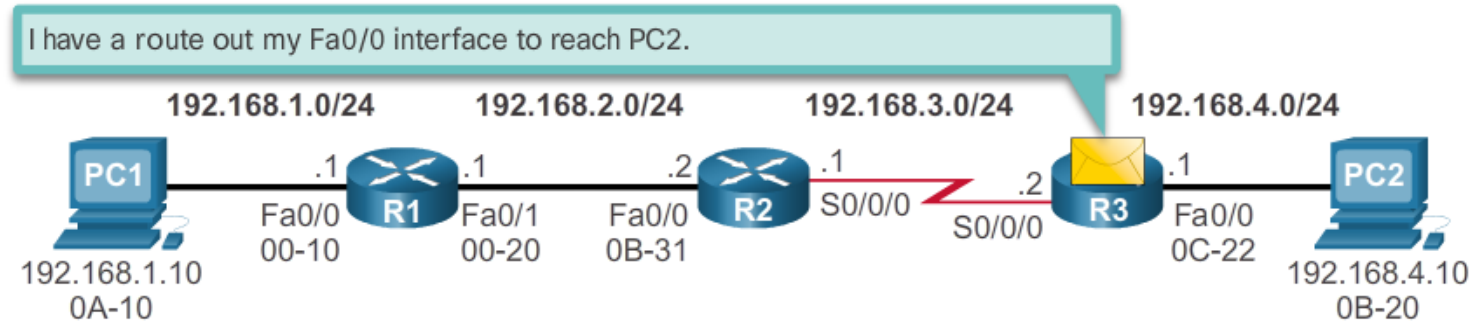 I have a route out my Fa0/0 interface to reach PC2.
192.168.1.0/24 192.168.2.0/24 192.168.3.0/24 192.168.4.0/24
PC1 .1 .1 .2 .1 .2 .1 PC2
R1 R2 R3
Fa0/0 Fa0/1 Fa0/0 S0/0/0 S0/0/0 Fa0/0
00-10 00-20 0B-31 0C-22
192.168.1.10 192.168.4.10
0A-10 0B-20